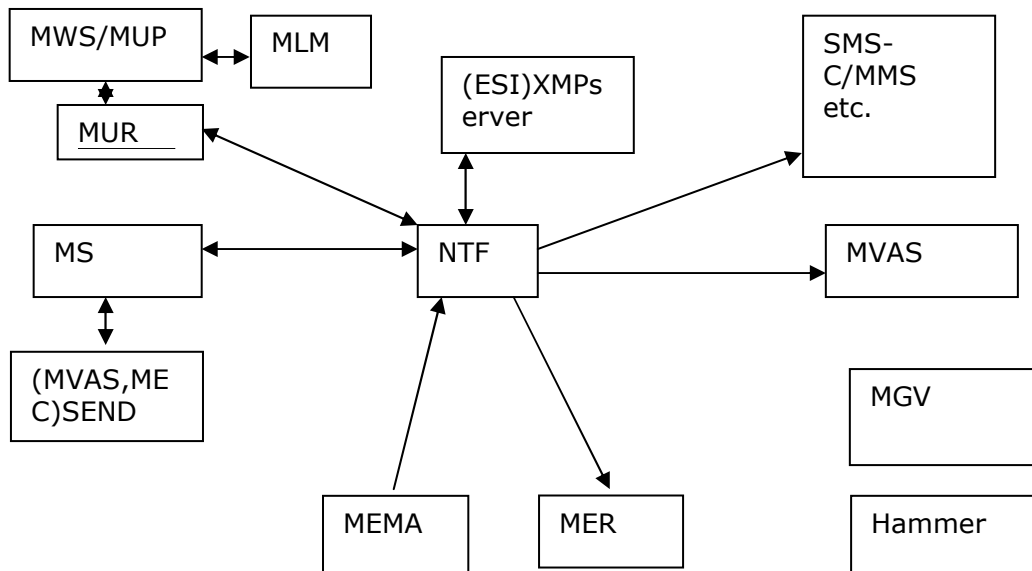 MWS/MUP
MLM
(ESI)XMPs
erver
SMS-
C/MMS
etc.
MUR
MS
NTF
MVAS
(MVAS,ME
C)SEND
MGV
MEMA
MER
Hammer